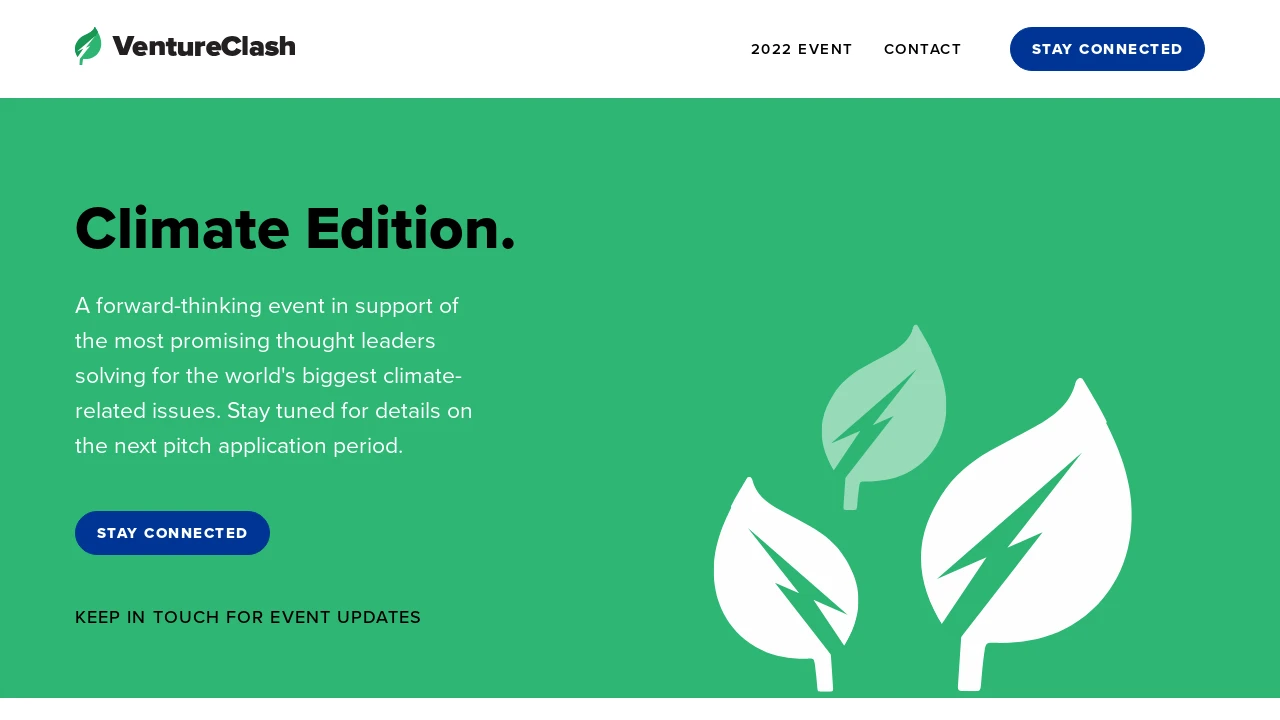 VentureClash
2022 EVENT
CONTACT
STAY CONNECTED
Climate Edition.
A forward-thinking event in support of
the most promising thought leaders
solving for the world's biggest climate-
related issues. Stay tuned for details on
the next pitch application period.
STAY CONNECTED
KEEP IN TOUCH FOR EVENT UPDATES